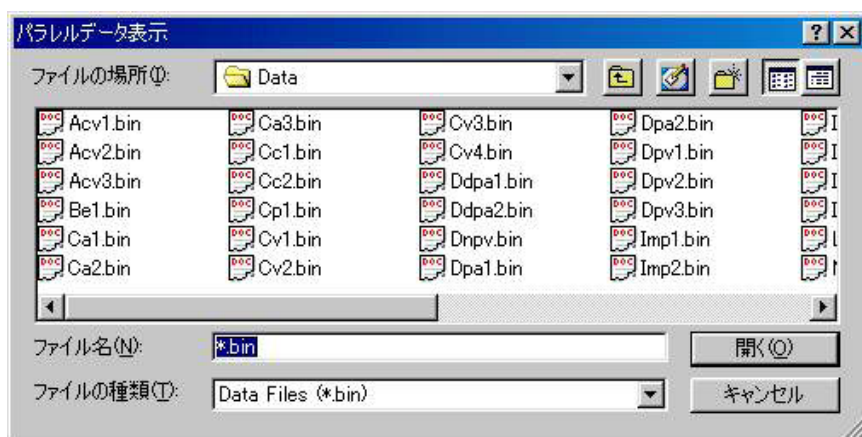 パラレルデータ表示
ファイルの場所(I): Data
Acv1.bin Ca3.bin Cv3.bin Dpa2.bin I
Acv2.bin Cc1.bin Cv4.bin Dpv1.bin I
Acv3.bin Cc2.bin Ddpa1.bin Dpv2.bin I
Be1.bin Cp1.bin Ddpa2.bin Dpv3.bin I
Ca1.bin Cv1.bin Dnpv.bin Imp1.bin
Ca2.bin Cv2.bin Dpa1.bin Imp2.bin
ファイル名(N): *.bin 開く(O)
ファイルの種類(T): Data Files (*.bin) キャンセル